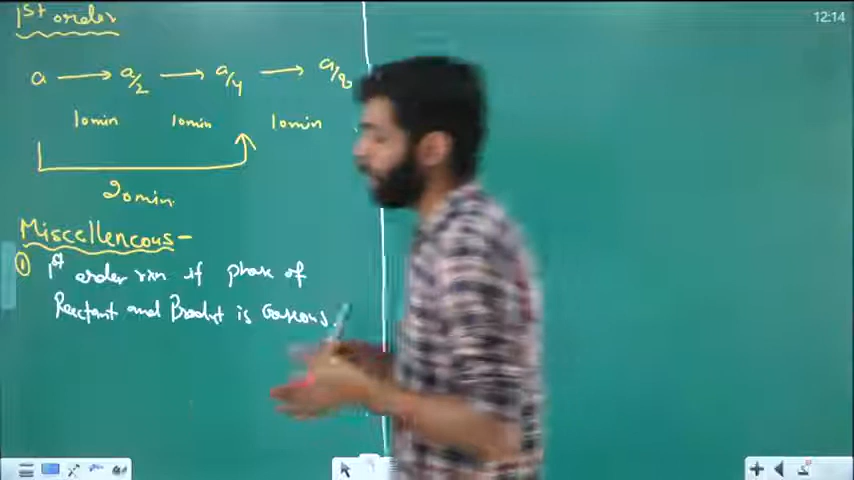 1st order
a → a/2 → a/4 → a/8
10min 10min 10min
20min.
Miscellencous-
① 1st order rxn if phase of
Reactant and Product is Gaseous.
12:14